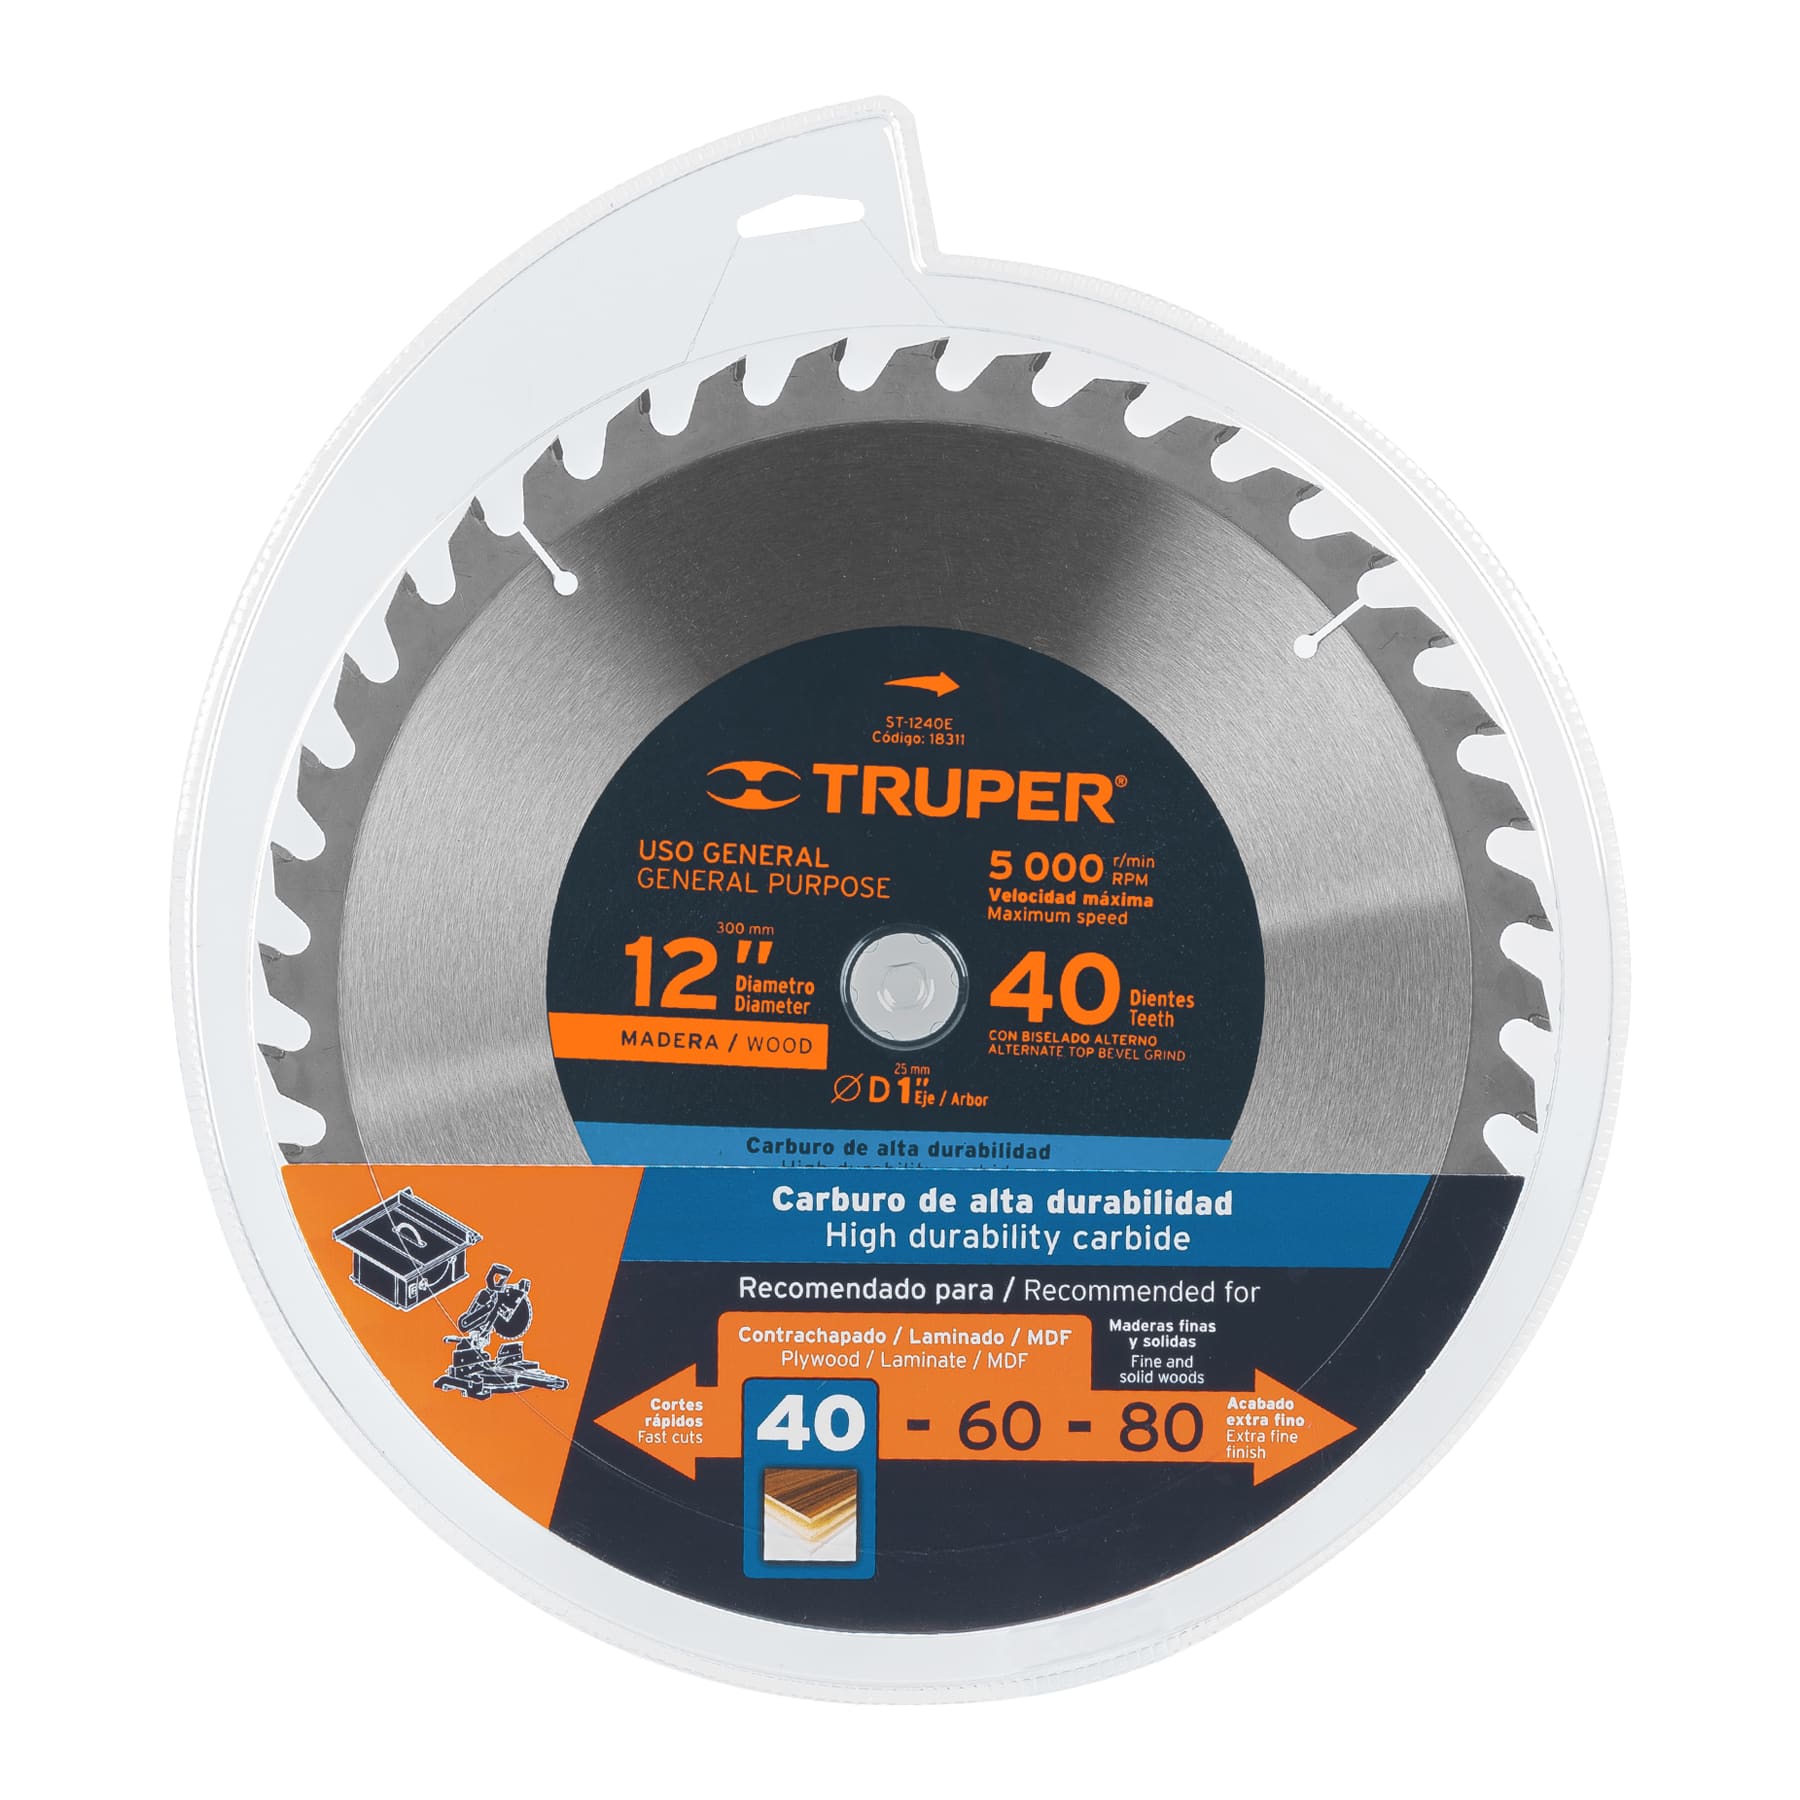 ST-1240E
Código: 18311
TRUPER®
USO GENERAL
GENERAL PURPOSE
5 000 r/min RPM
Velocidad máxima
Maximum speed
300 mm
12" Diametro
Diameter
40 Dientes
Teeth
CON BISELADO ALTERNO
ALTERNATE TOP BEVEL GRIND
MADERA / WOOD
25 mm
Ø D 1" Eje / Arbor
Carburo de alta durabilidad
Carburo de alta durabilidad
High durability carbide
Recomendado para / Recommended for
Contrachapado / Laminado / MDF
Plywood / Laminate / MDF
Maderas finas
y solidas
Fine and
solid woods
Cortes
rápidos
Fast cuts
40 - 60 - 80
Acabado
extra fino
Extra fine
finish